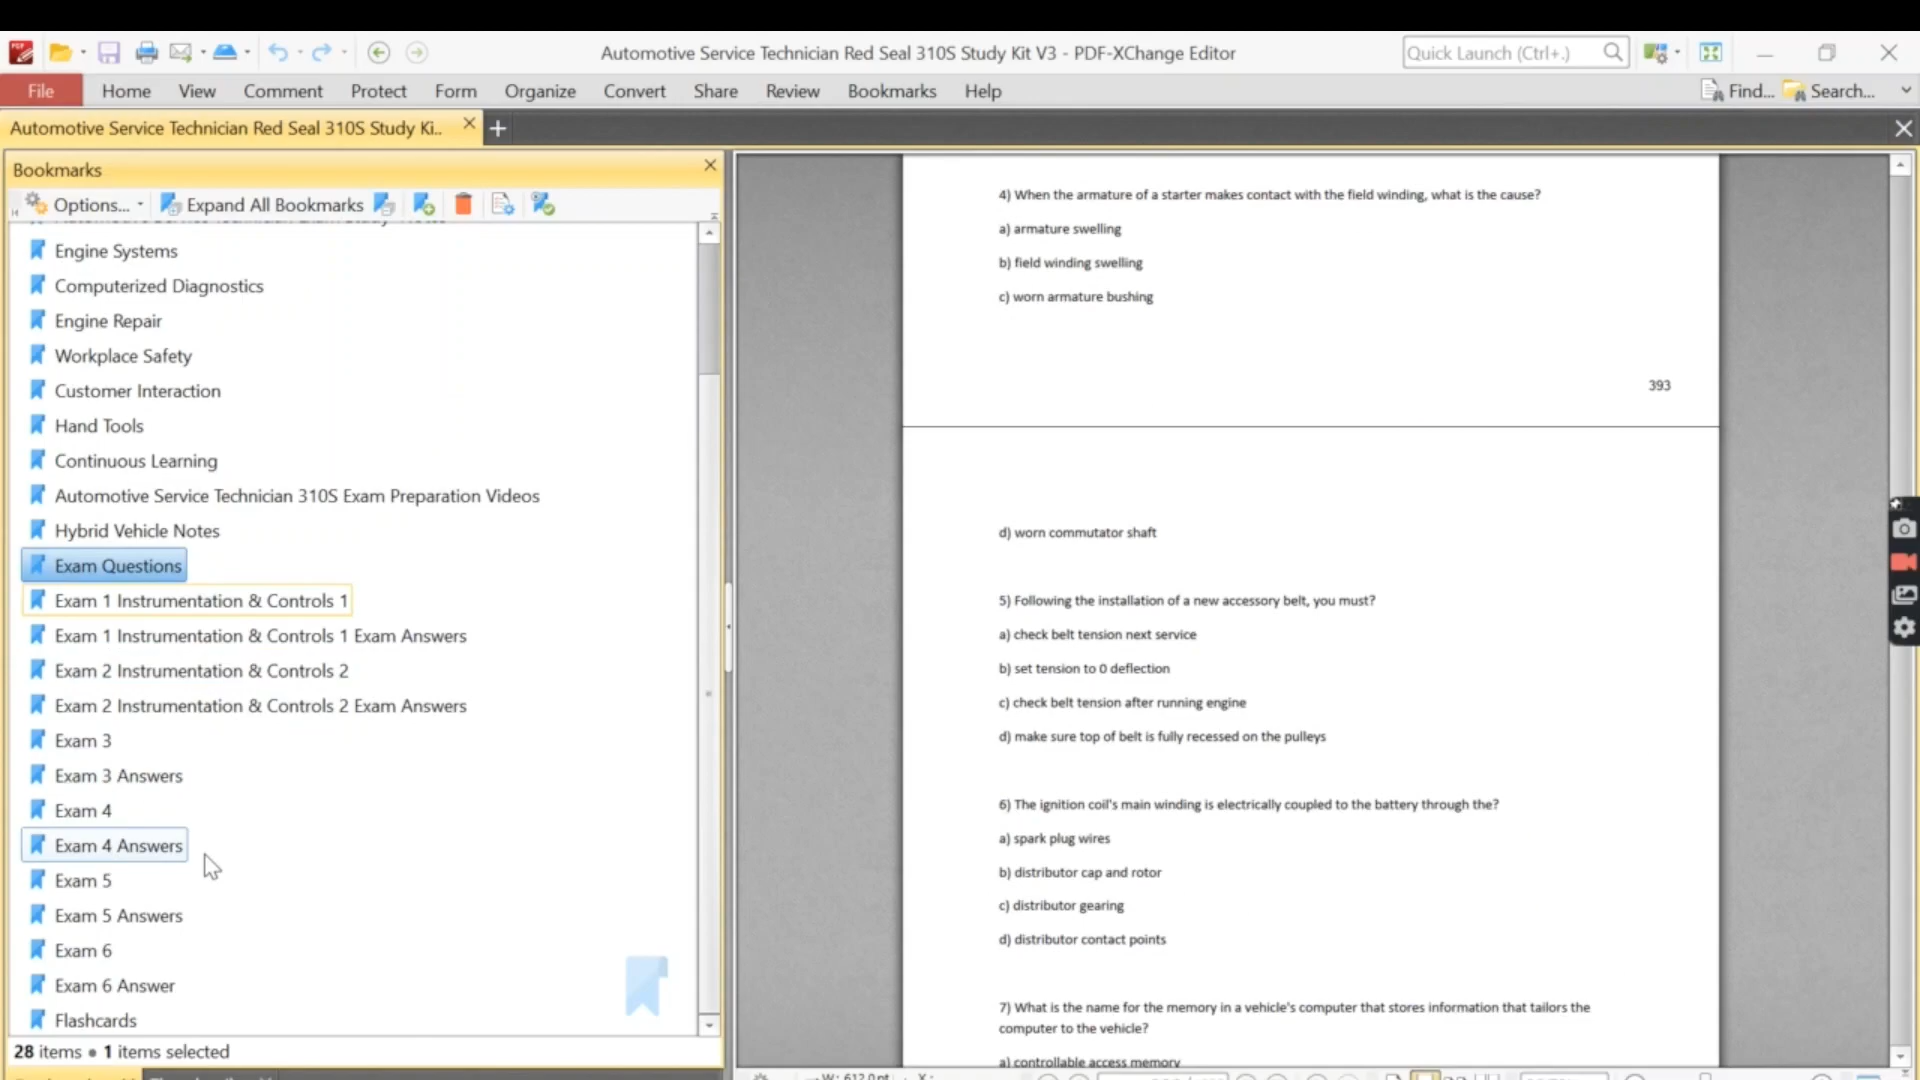 Automotive Service Technician Red Seal 310S Study Kit V3 - PDF-XChange Editor
Quick Launch (Ctrl+.)
File Home View Comment Protect Form Organize Convert Share Review Bookmarks Help Find... Search...
Automotive Service Technician Red Seal 310S Study Ki..
Bookmarks
Options... Expand All Bookmarks
Engine Systems
Computerized Diagnostics
Engine Repair
Workplace Safety
Customer Interaction
Hand Tools
Continuous Learning
Automotive Service Technician 310S Exam Preparation Videos
Hybrid Vehicle Notes
Exam Questions
Exam 1 Instrumentation & Controls 1
Exam 1 Instrumentation & Controls 1 Exam Answers
Exam 2 Instrumentation & Controls 2
Exam 2 Instrumentation & Controls 2 Exam Answers
Exam 3
Exam 3 Answers
Exam 4
Exam 4 Answers
Exam 5
Exam 5 Answers
Exam 6
Exam 6 Answer
Flashcards
28 items • 1 items selected
4) When the armature of a starter makes contact with the field winding, what is the cause?
a) armature swelling
b) field winding swelling
c) worn armature bushing
393
d) worn commutator shaft
5) Following the installation of a new accessory belt, you must?
a) check belt tension next service
b) set tension to 0 deflection
c) check belt tension after running engine
d) make sure top of belt is fully recessed on the pulleys
6) The ignition coil's main winding is electrically coupled to the battery through the?
a) spark plug wires
b) distributor cap and rotor
c) distributor gearing
d) distributor contact points
7) What is the name for the memory in a vehicle's computer that stores information that tailors the
computer to the vehicle?
a) controllable access memory